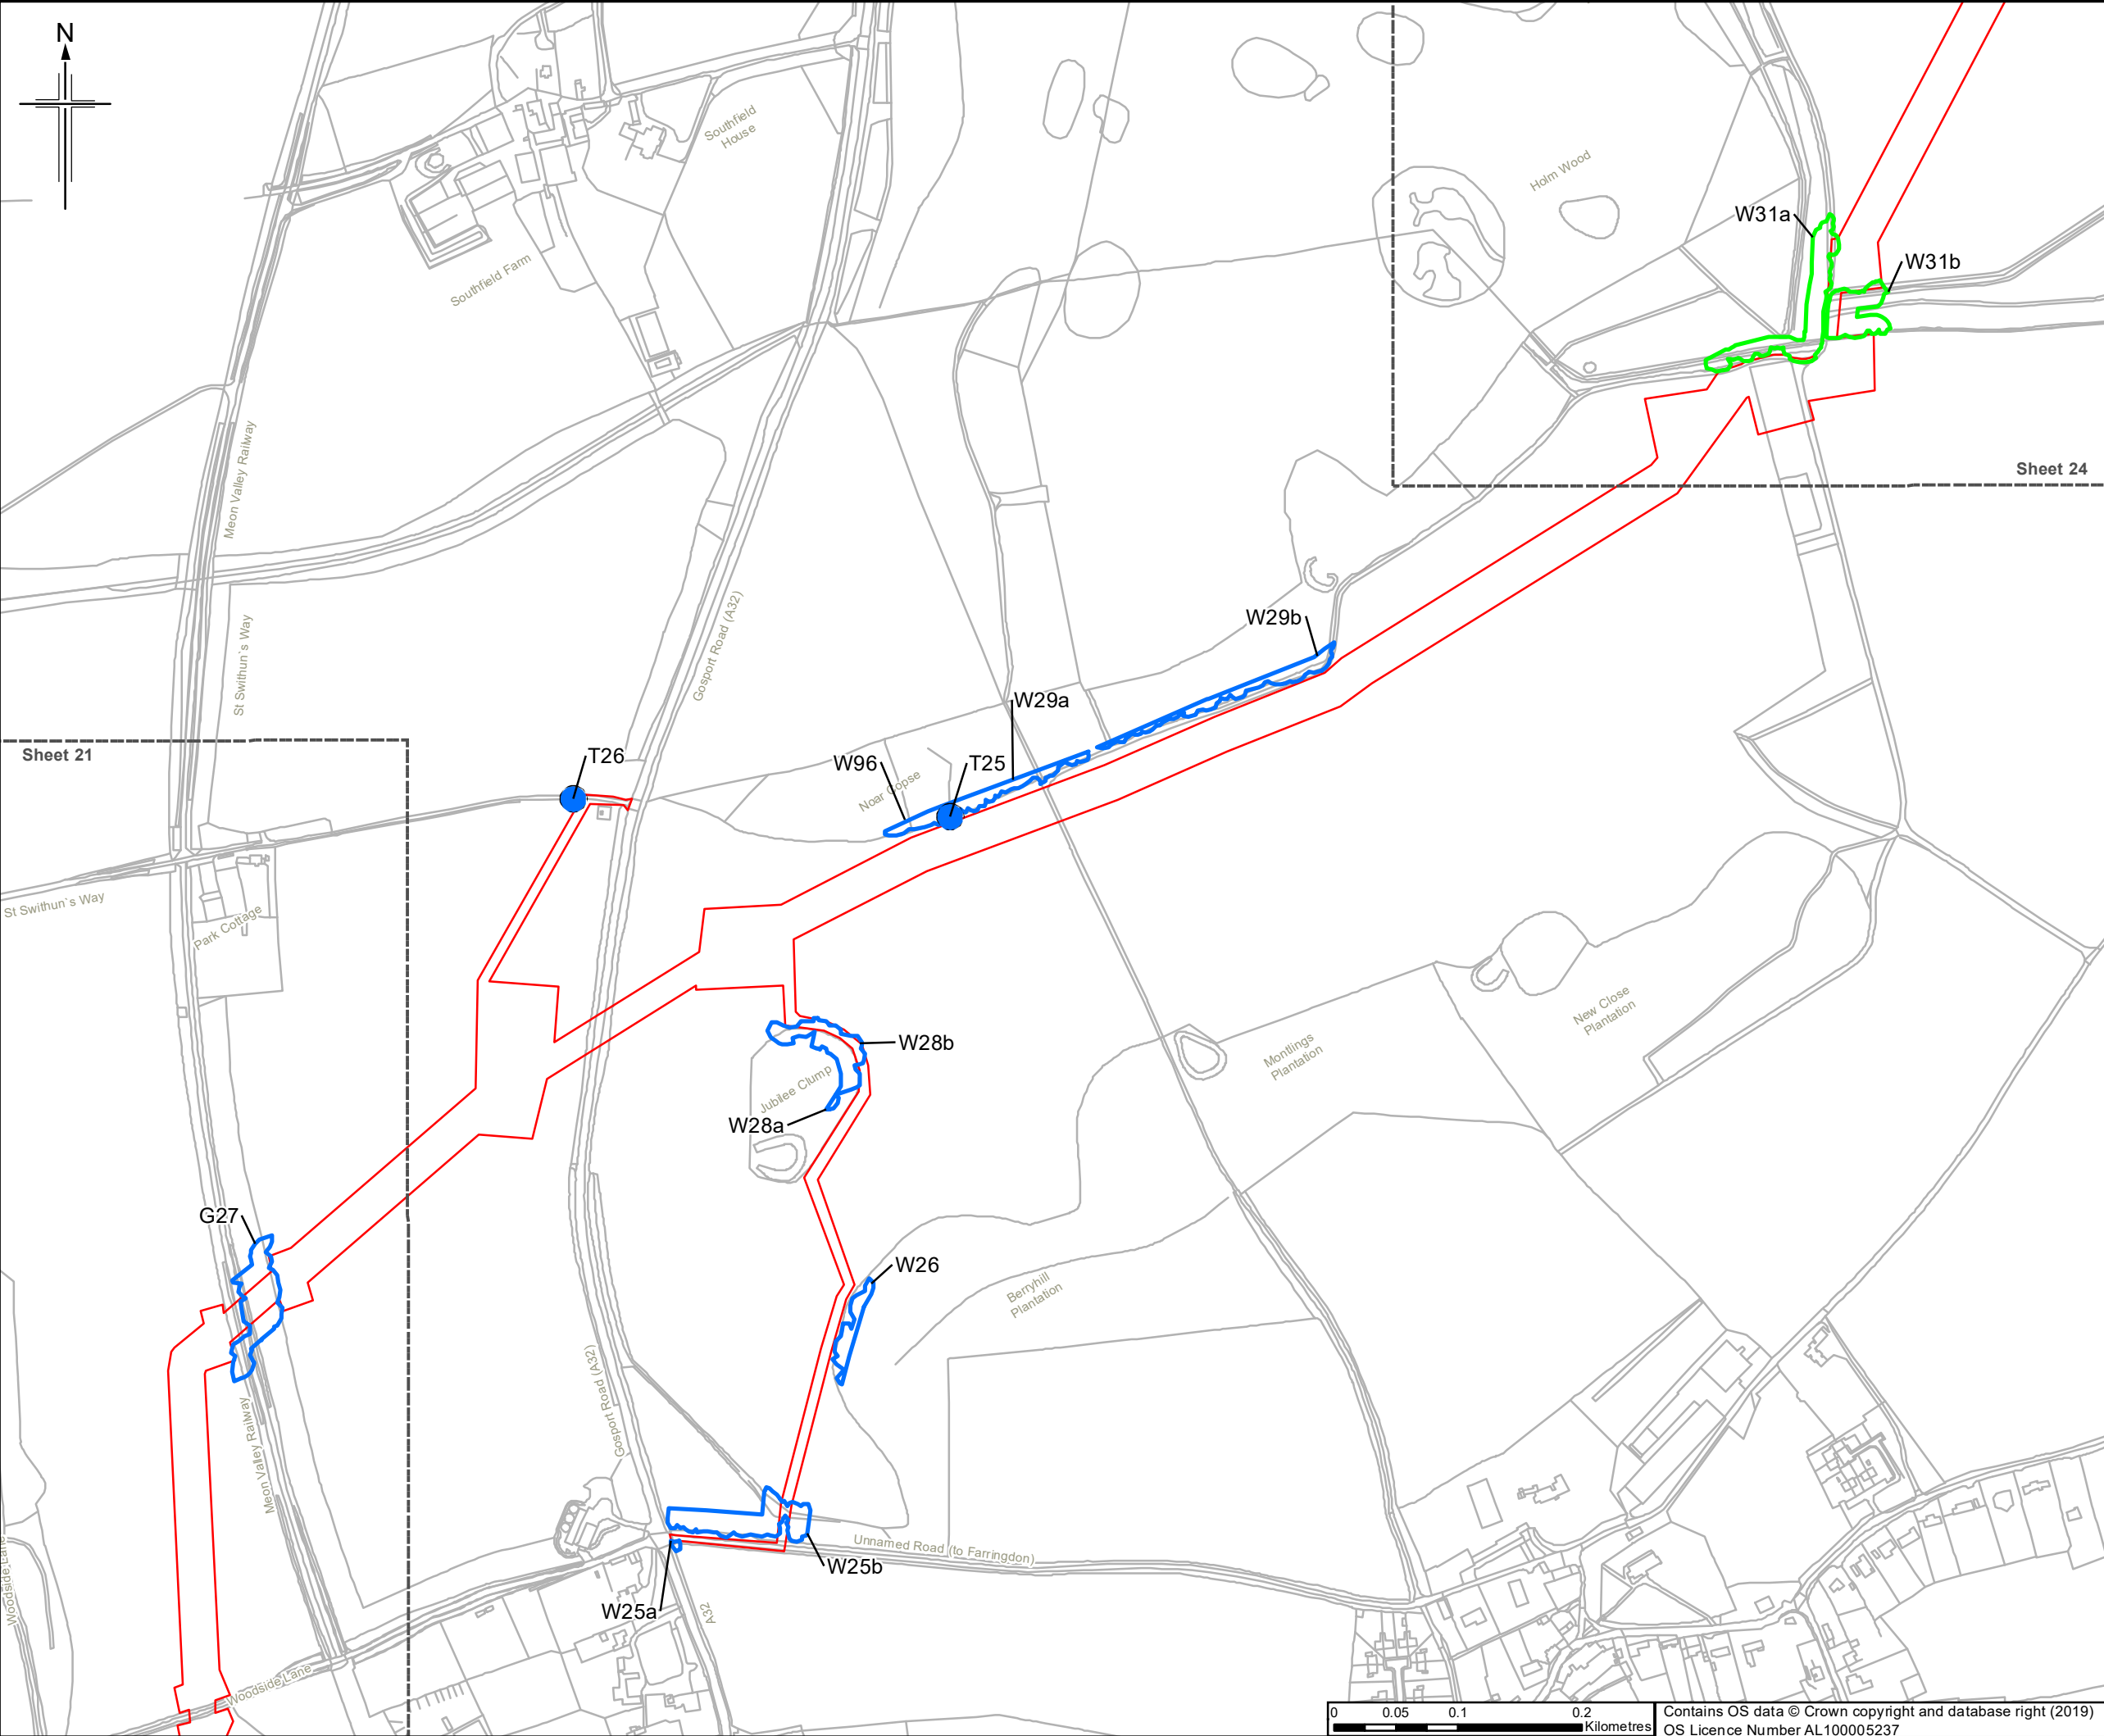 N
Southfield
House
Holm Wood
W31a
W31b
Southfield Farm
Meon Valley Railway
Sheet 24
St Swithun`s Way
Gosport Road (A32)
W29b
W29a
Sheet 21
T26
W96
T25
Noar Copse
St Swithun`s Way
Park Cottage
New Close
Plantation
W28b
Montlings
Plantation
Jubilee Clump
W28a
G27
W26
Berryhill
Plantation
Gosport Road (A32)
Meon Valley Railway
Unnamed Road (to Farringdon)
W25b
Woodside Lane
W25a
A32
Woodside Lane
0 0.05 0.1 0.2
Kilometres
Contains OS data © Crown copyright and database right (2019)
OS Licence Number AL100005237